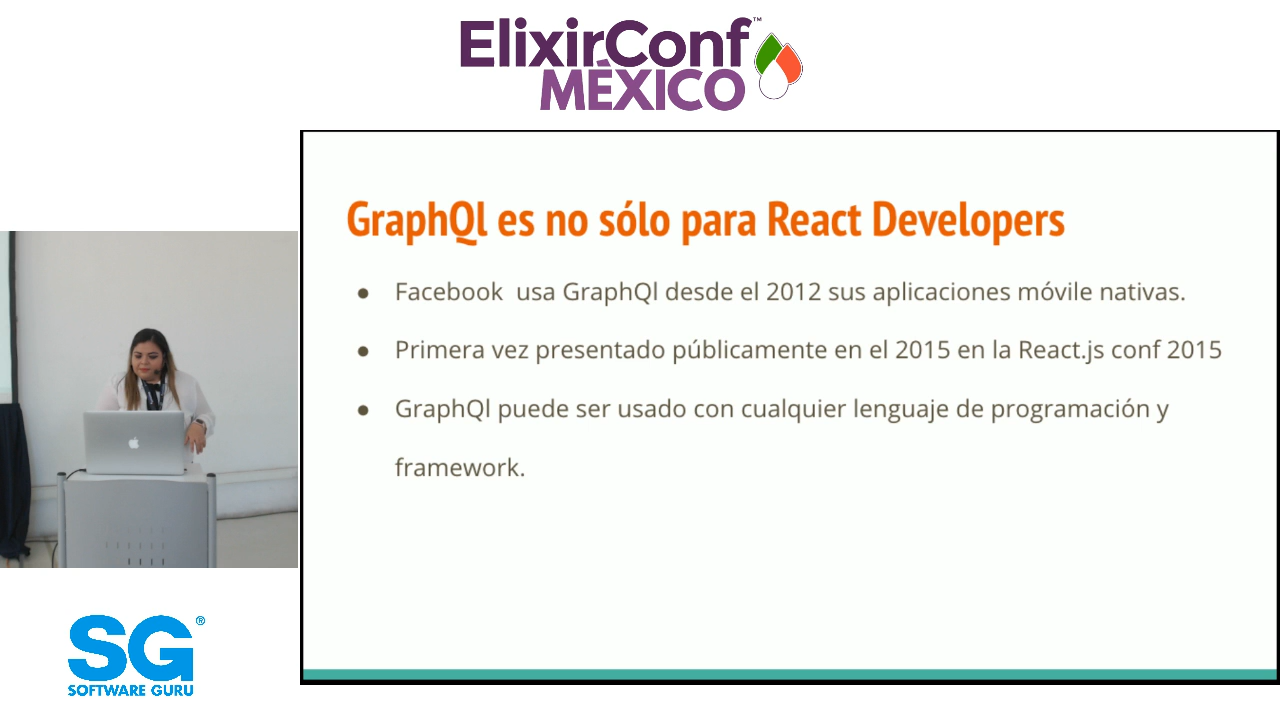 ElixirConf™
MÉXICO
GraphQl es no sólo para React Developers
● Facebook  usa GraphQl desde el 2012 sus aplicaciones móvile nativas.
● Primera vez presentado públicamente en el 2015 en la React.js conf 2015
● GraphQl puede ser usado con cualquier lenguaje de programación y
framework.
SG®
SOFTWARE GURU